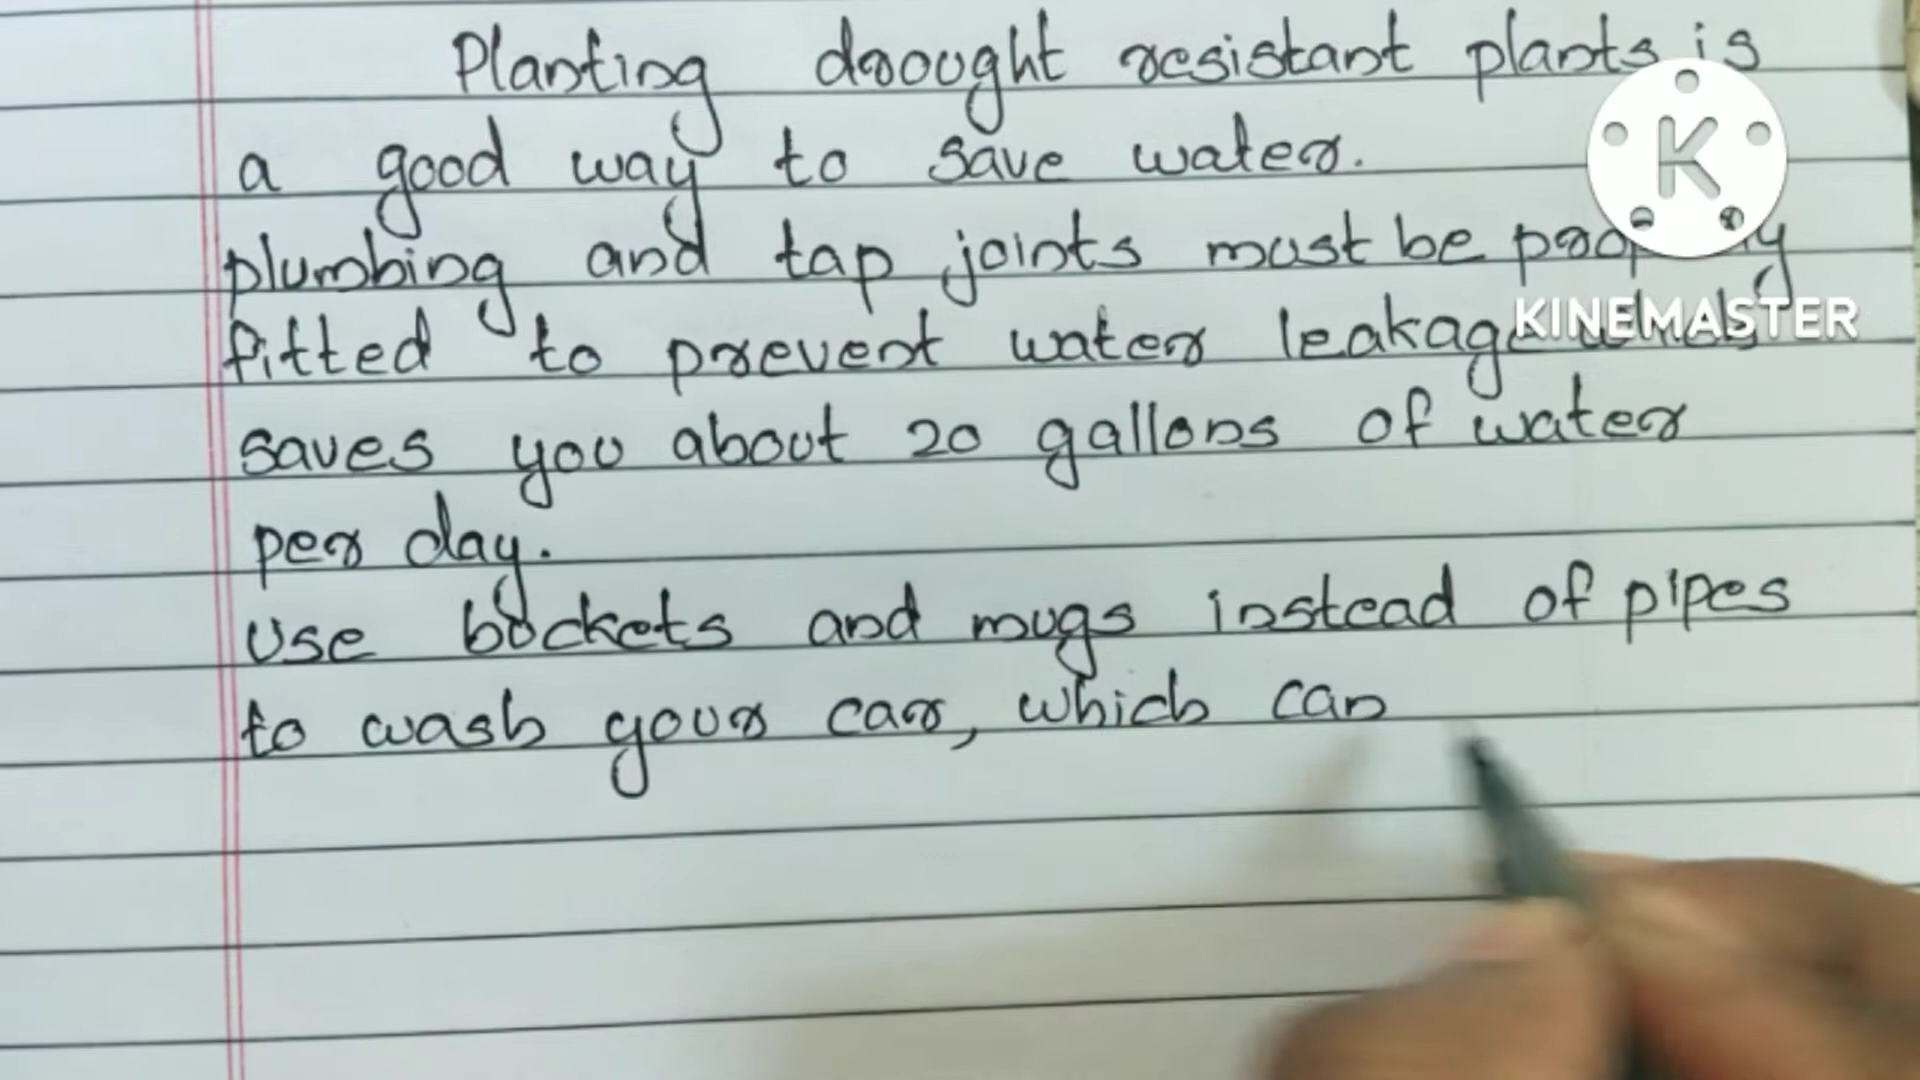 Planting drought resistant plants is
a good way to save water.
plumbing and tap joints must be
fitted to prevent water leakage
saves you about 20 gallons of water
per day.
Use buckets and mugs instead of pipes
to wash your car, which can
K
KINEMASTER